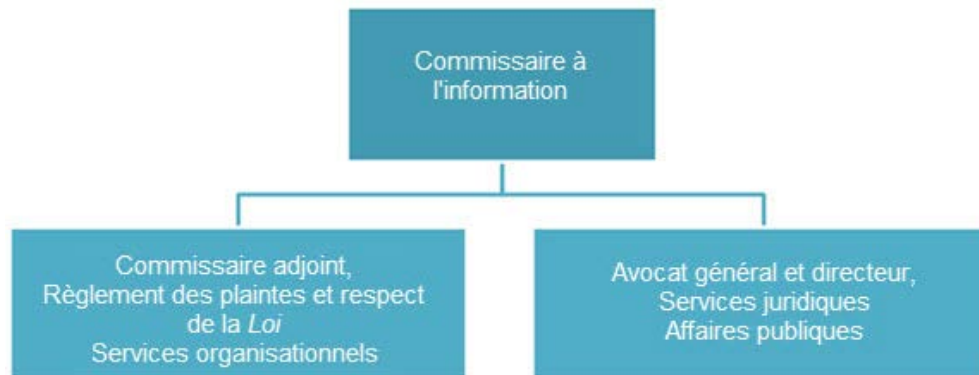 Commissaire à
l'information
Commissaire adjoint,
Règlement des plaintes et respect
de la Loi
Services organisationnels
Avocat général et directeur,
Services juridiques
Affaires publiques